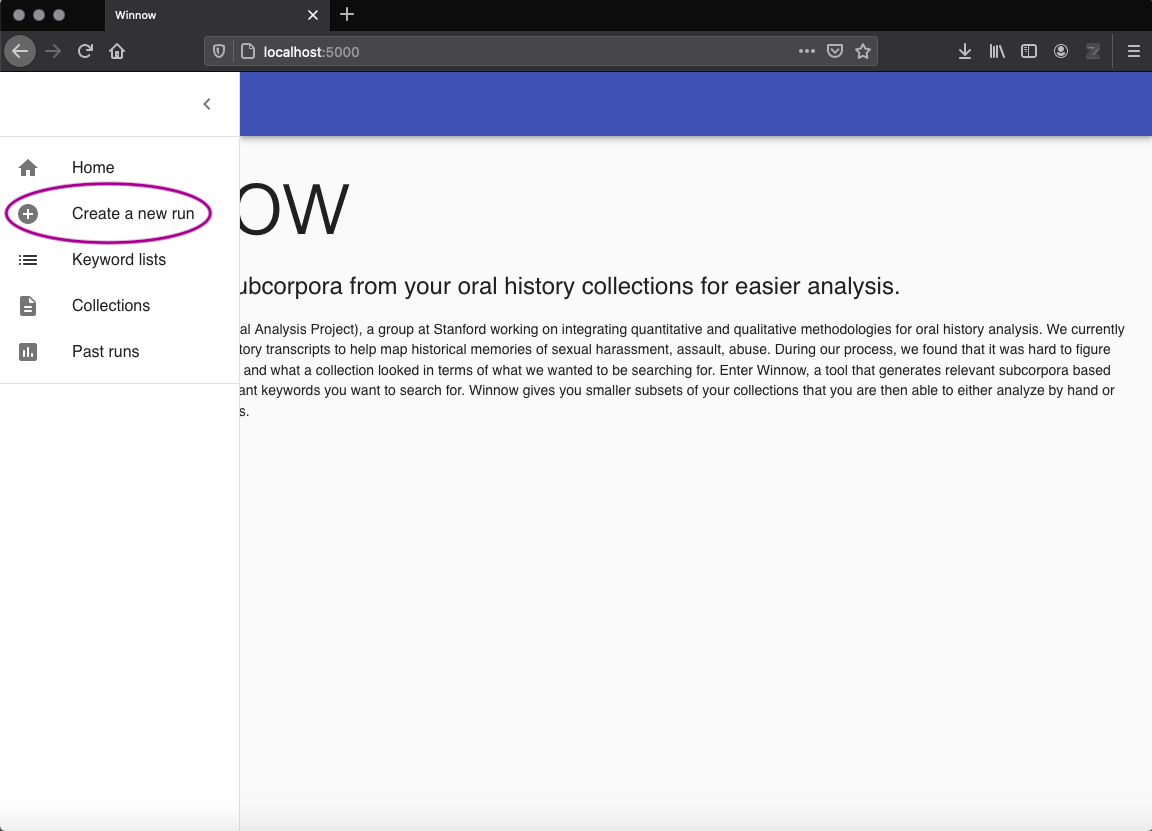 Winnow
localhost:5000
Home
Create a new run
Keyword lists
Collections
Past runs
ow
ubcorpora from your oral history collections for easier analysis.
al Analysis Project), a group at Stanford working on integrating quantitative and qualitative methodologies for oral history analysis. We currently
tory transcripts to help map historical memories of sexual harassment, assault, abuse. During our process, we found that it was hard to figure
and what a collection looked in terms of what we wanted to be searching for. Enter Winnow, a tool that generates relevant subcorpora based
ant keywords you want to search for. Winnow gives you smaller subsets of your collections that you are then able to either analyze by hand or
s.